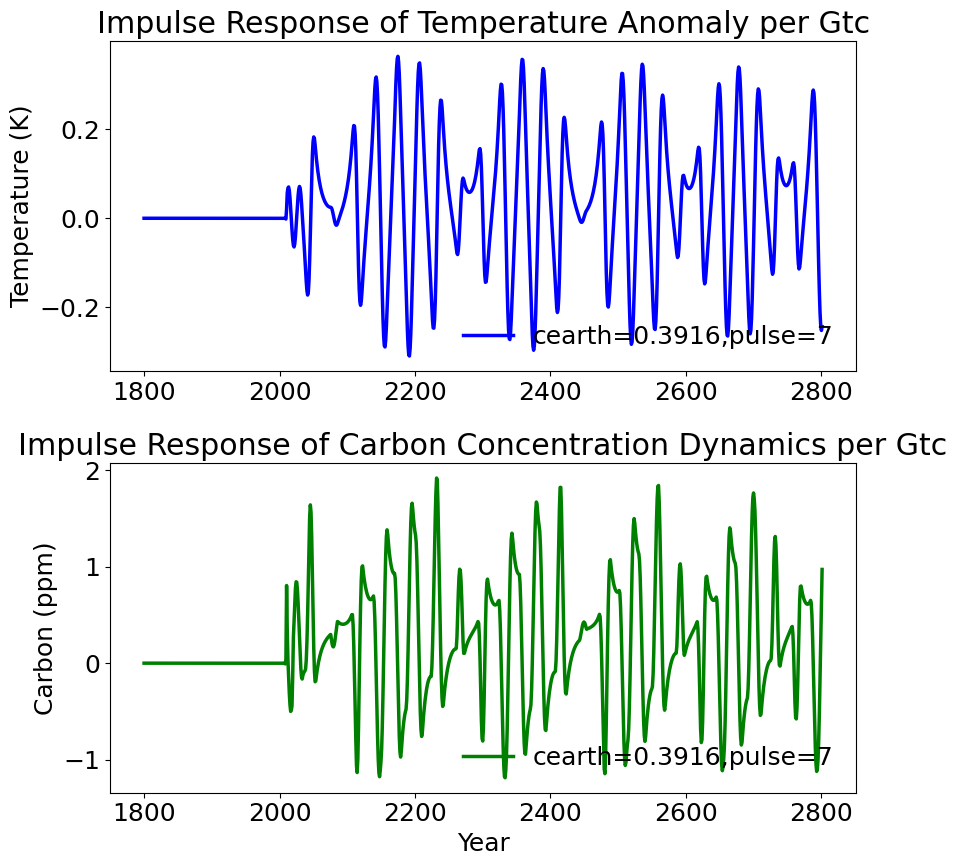 Impulse Response of Temperature Anomaly per Gtc
Temperature (K)
0.2
0.0
−0.2
cearth=0.3916,pulse=7
1800 2000 2200 2400 2600 2800
Impulse Response of Carbon Concentration Dynamics per Gtc
Carbon (ppm)
2
1
0
−1
cearth=0.3916,pulse=7
1800 2000 2200 2400 2600 2800
Year